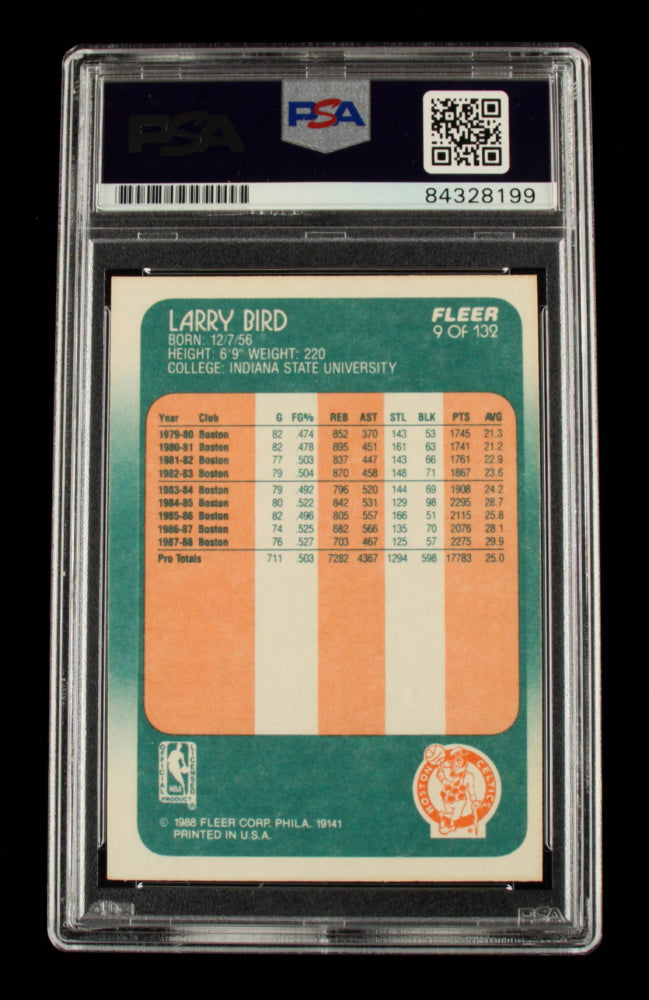 PSA
PSA
84328199
LARRY BIRD
BORN: 12/7/56
HEIGHT: 6'9" WEIGHT: 220
COLLEGE: INDIANA STATE UNIVERSITY
FLEER
9 OF 132
Year Club G FG% REB AST STL BLK PTS AVG
1979-80 Boston 82 .474 852 370 143 53 1745 21.3
1980-81 Boston 82 .478 895 451 161 63 1741 21.2
1981-82 Boston 77 .503 837 447 143 66 1761 22.9
1982-83 Boston 79 .504 870 458 148 71 1867 23.6
1983-84 Boston 79 .492 796 520 144 69 1908 24.2
1984-85 Boston 80 .522 842 531 129 98 2295 28.7
1985-86 Boston 82 .496 805 557 166 51 2115 25.8
1986-87 Boston 74 .525 682 566 135 70 2076 28.1
1987-88 Boston 76 .527 703 467 125 57 2275 29.9
Pro Totals 711 .503 7282 4367 1294 598 17783 25.0
OFFICIAL LICENSED
NBA
PRODUCT
®
BOSTON CELTICS
© 1988 FLEER CORP. PHILA. 19141
PRINTED IN U.S.A.
PSA